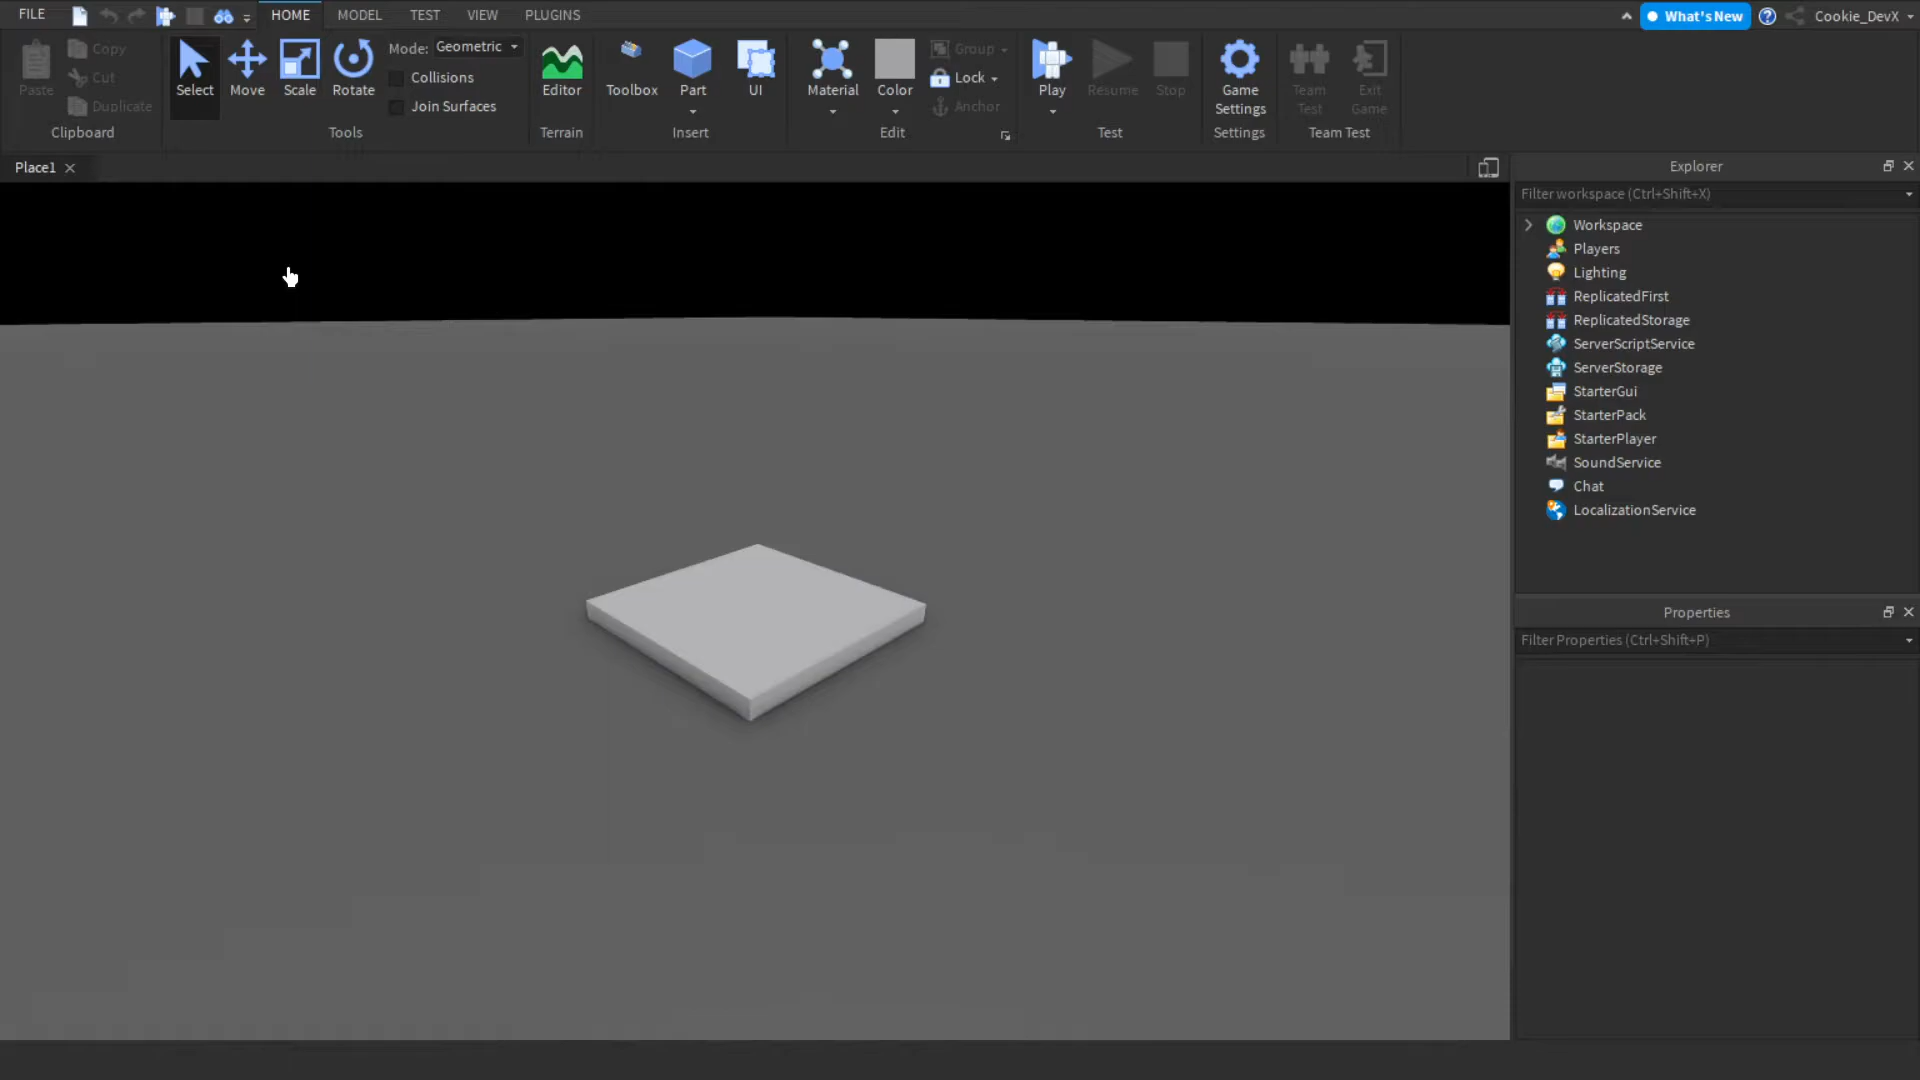 FILE
HOME
MODEL
TEST
VIEW
PLUGINS
What's New
Cookie_DevX
Paste
Copy
Cut
Duplicate
Clipboard
Select
Move
Scale
Rotate
Mode: Geometric
Collisions
Join Surfaces
Tools
Editor
Terrain
Toolbox
Part
UI
Insert
Material
Color
Group
Lock
Anchor
Edit
Play
Resume
Stop
Test
Game
Settings
Settings
Team
Test
Exit
Game
Team Test
Place1
Explorer
Filter workspace (Ctrl+Shift+X)
Workspace
Players
Lighting
ReplicatedFirst
ReplicatedStorage
ServerScriptService
ServerStorage
StarterGui
StarterPack
StarterPlayer
SoundService
Chat
LocalizationService
Properties
Filter Properties (Ctrl+Shift+P)